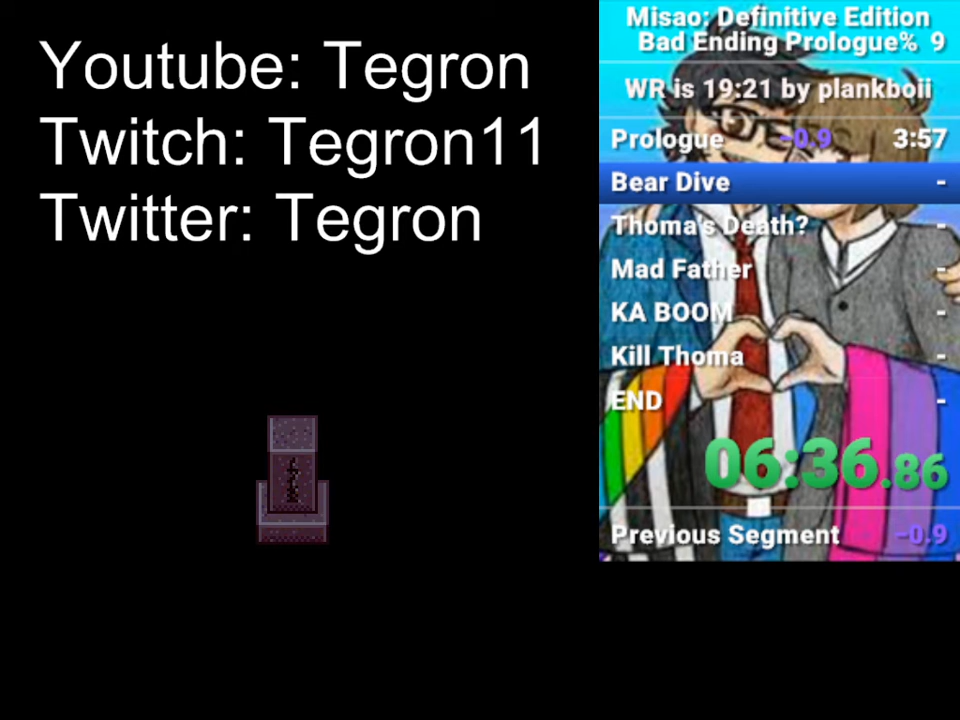 Youtube: Tegron
Twitch: Tegron11
Twitter: Tegron
Misao: Definitive Edition
Bad Ending Prologue% 9
WR is 19:21 by plankboii
Prologue -0.9 3:57
Bear Dive -
Thoma's Death? -
Mad Father -
KA BOOM -
Kill Thoma -
END -
06:36.86
Previous Segment -0.9